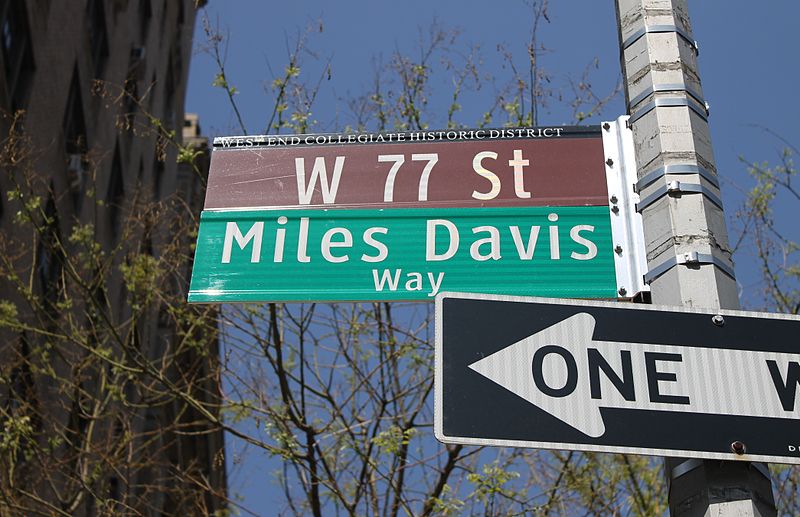 WEST END COLLEGIATE HISTORIC DISTRICT
W 77 St
Miles Davis
Way
ONE W